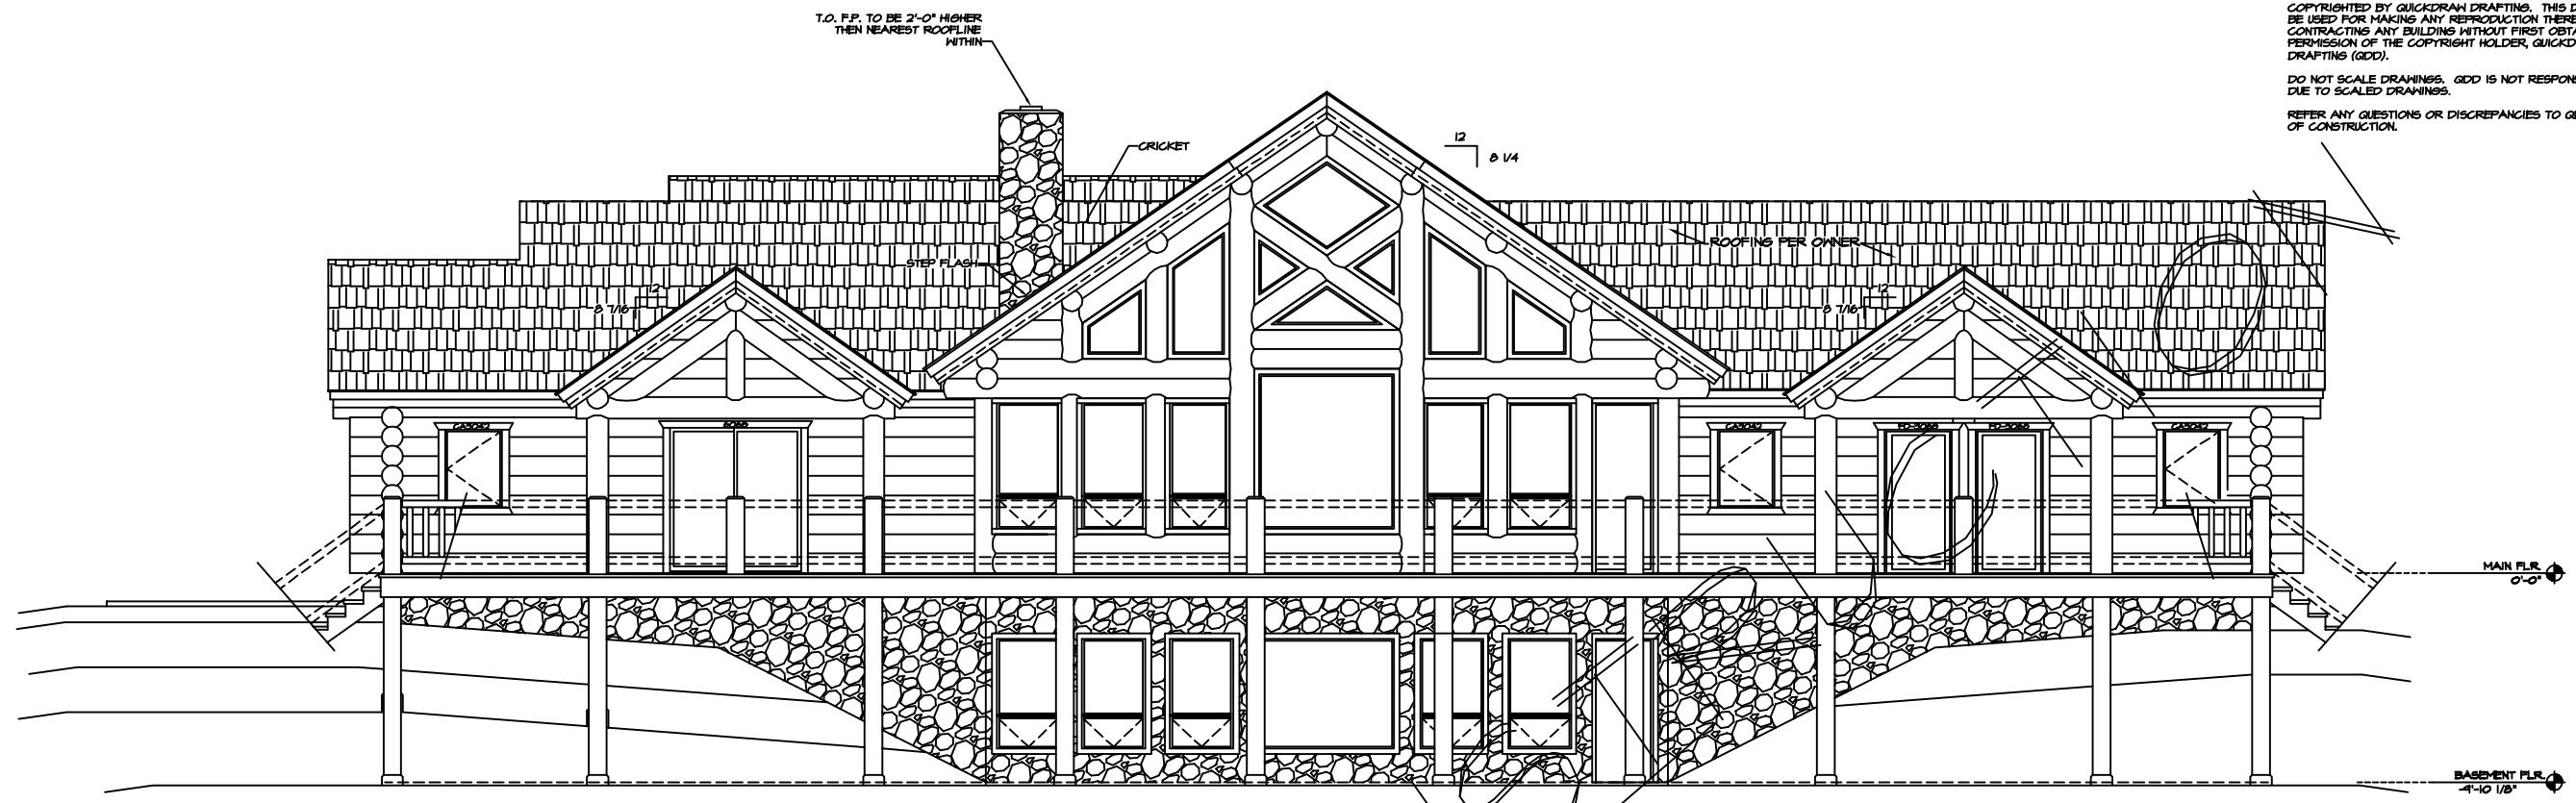 T.O. F.P. TO BE 2'-0" HIGHER
THEN NEAREST ROOFLINE
WITHIN
COPYRIGHTED BY QUICKDRAW DRAFTING. THIS D
BE USED FOR MAKING ANY REPRODUCTION THERE
CONTRACTING ANY BUILDING WITHOUT FIRST OBTA
PERMISSION OF THE COPYRIGHT HOLDER, QUICKD
DRAFTING (QDD).
DO NOT SCALE DRAWINGS. QDD IS NOT RESPONS
DUE TO SCALED DRAWINGS.
REFER ANY QUESTIONS OR DISCREPANCIES TO QD
OF CONSTRUCTION.
CRICKET
12
8 1/4
ROOFING PER OWNER
STEP FLASH
12
8 7/16
12
8 7/16
CA3042
6068
CA3042
FD-3068
FD-3068
CA3042
MAIN FLR.
0'-0"
BASEMENT FLR.
-9'-10 1/8"